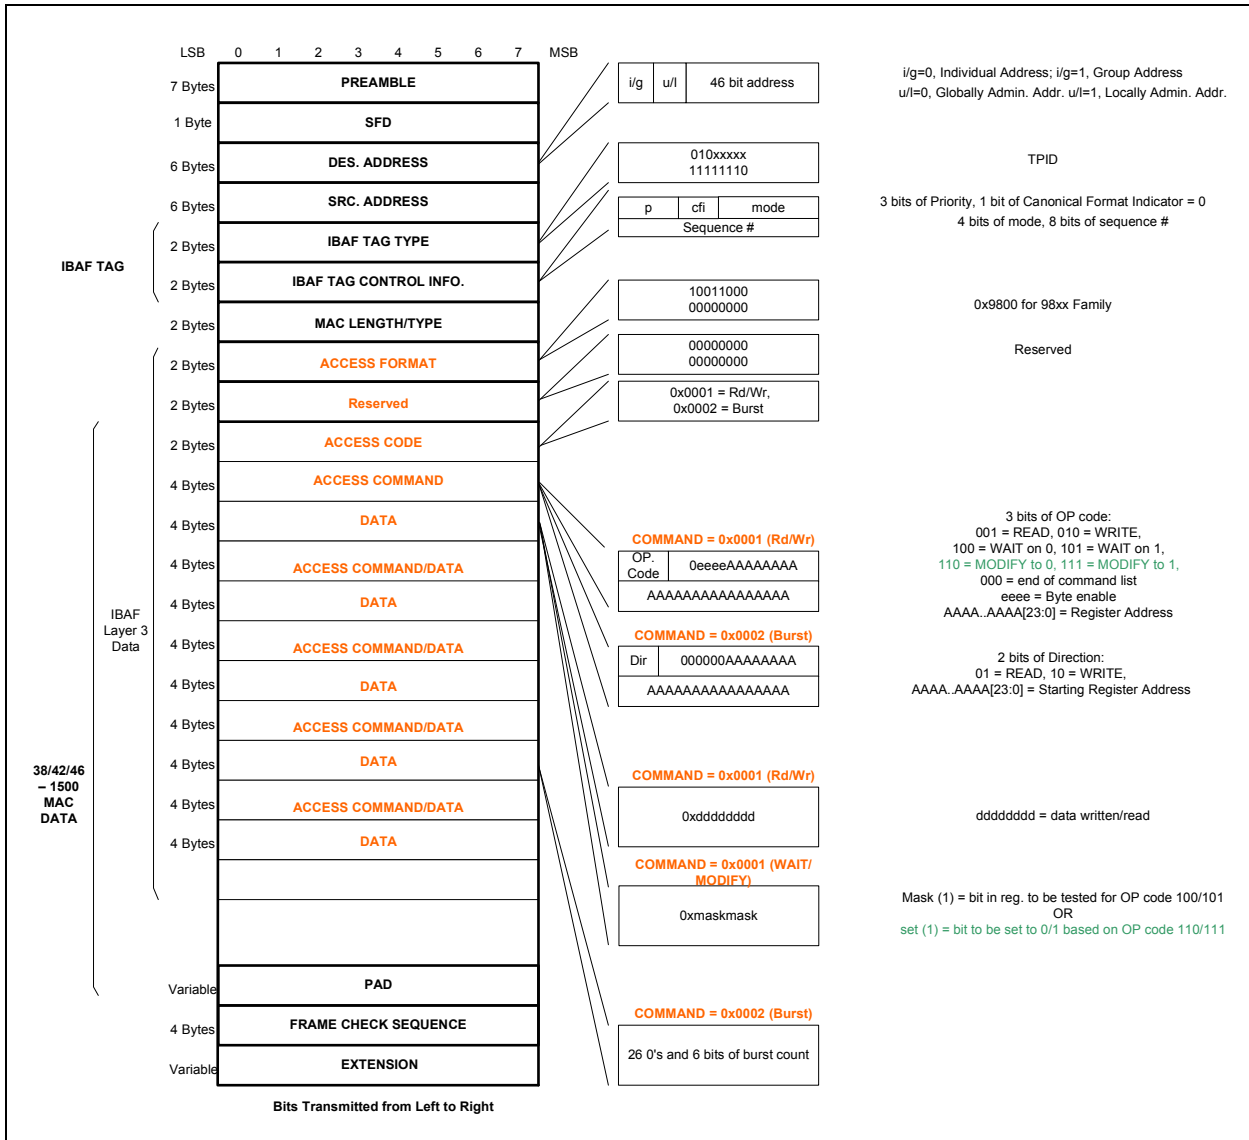 LSB 0 1 2 3 4 5 6 7 MSB
7 Bytes PREAMBLE
i/g u/l 46 bit address
i/g=0, Individual Address; i/g=1, Group Address
u/l=0, Globally Admin. Addr. u/l=1, Locally Admin. Addr.
1 Byte SFD
6 Bytes DES. ADDRESS
010xxxxx
11111110
TPID
6 Bytes SRC. ADDRESS
p cfi mode
Sequence #
3 bits of Priority, 1 bit of Canonical Format Indicator = 0
4 bits of mode, 8 bits of sequence #
IBAF TAG
2 Bytes IBAF TAG TYPE
2 Bytes IBAF TAG CONTROL INFO.
10011000
00000000
0x9800 for 98xx Family
2 Bytes MAC LENGTH/TYPE
00000000
00000000
Reserved
2 Bytes ACCESS FORMAT
2 Bytes Reserved
0x0001 = Rd/Wr,
0x0002 = Burst
2 Bytes ACCESS CODE
4 Bytes ACCESS COMMAND
4 Bytes DATA
COMMAND = 0x0001 (Rd/Wr)
OP.
Code
0eeeeAAAAAAAA
AAAAAAAAAAAAAAAA
3 bits of OP code:
001 = READ, 010 = WRITE,
100 = WAIT on 0, 101 = WAIT on 1,
110 = MODIFY to 0, 111 = MODIFY to 1,
000 = end of command list
eeee = Byte enable
AAAA..AAAA[23:0] = Register Address
4 Bytes ACCESS COMMAND/DATA
4 Bytes DATA
IBAF
Layer 3
Data
4 Bytes ACCESS COMMAND/DATA
COMMAND = 0x0002 (Burst)
Dir 000000AAAAAAAA
AAAAAAAAAAAAAAAA
2 bits of Direction:
01 = READ, 10 = WRITE,
AAAA..AAAA[23:0] = Starting Register Address
4 Bytes DATA
4 Bytes ACCESS COMMAND/DATA
4 Bytes DATA
38/42/46
– 1500
MAC
DATA
COMMAND = 0x0001 (Rd/Wr)
0xdddddddd
dddddddd = data written/read
4 Bytes ACCESS COMMAND/DATA
4 Bytes DATA
COMMAND = 0x0001 (WAIT/
MODIFY)
0xmaskmask
Mask (1) = bit in reg. to be tested for OP code 100/101
OR
set (1) = bit to be set to 0/1 based on OP code 110/111
Variable PAD
4 Bytes FRAME CHECK SEQUENCE
COMMAND = 0x0002 (Burst)
26 0's and 6 bits of burst count
Variable EXTENSION
Bits Transmitted from Left to Right